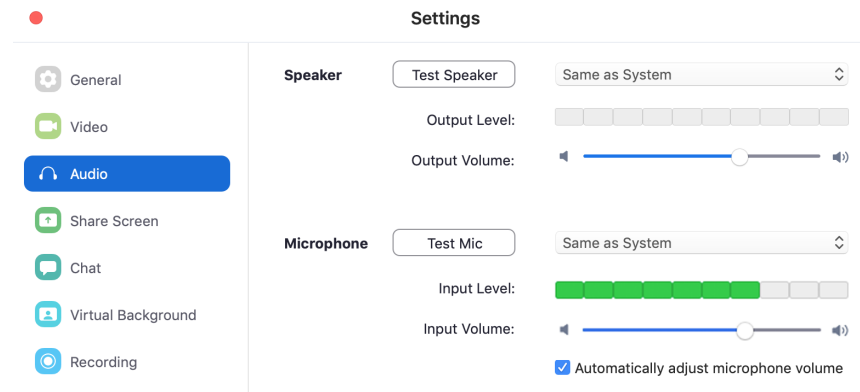 Settings
General
Video
Audio
Share Screen
Chat
Virtual Background
Recording
Speaker
Test Speaker
Same as System
Output Level:
Output Volume:
Microphone
Test Mic
Same as System
Input Level:
Input Volume:
Automatically adjust microphone volume